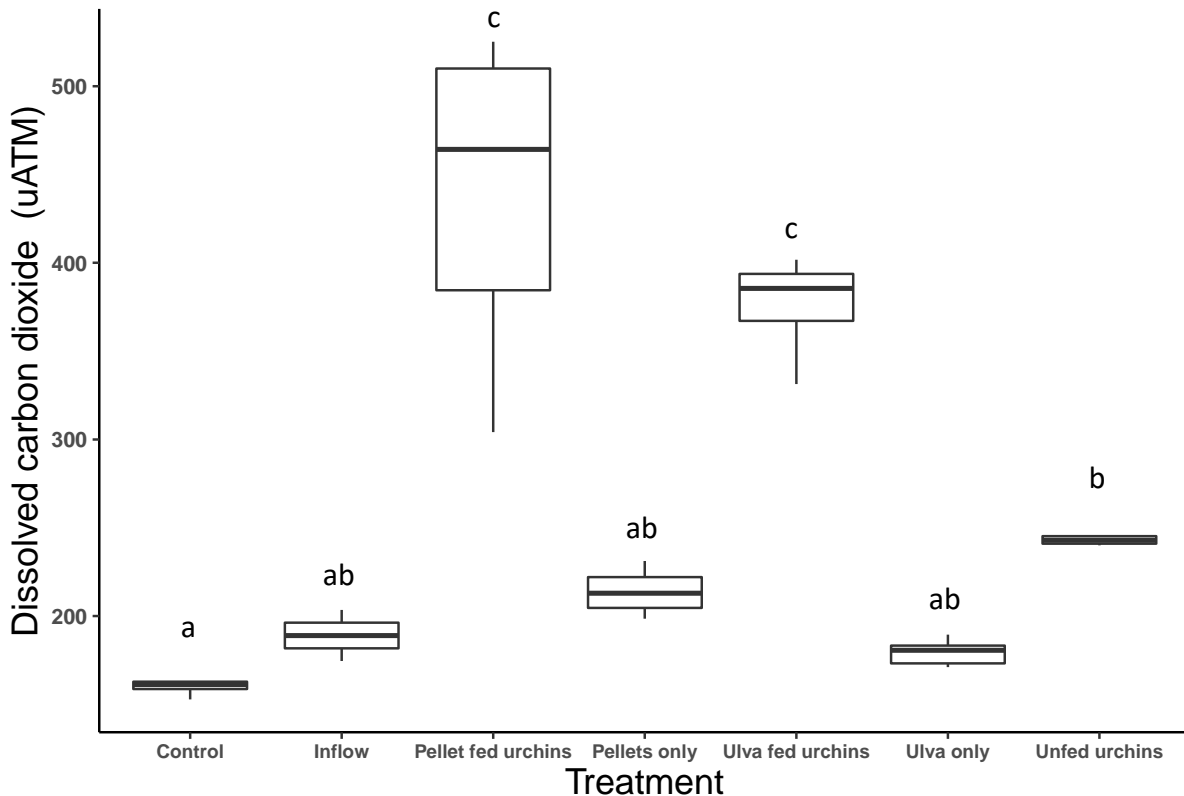 c
500
c
400
Dissolved carbon dioxide (uATM)
300
b
ab
ab
ab
a
200
Control Inflow Pellet fed urchins Pellets only Ulva fed urchins Ulva only Unfed urchins
Treatment